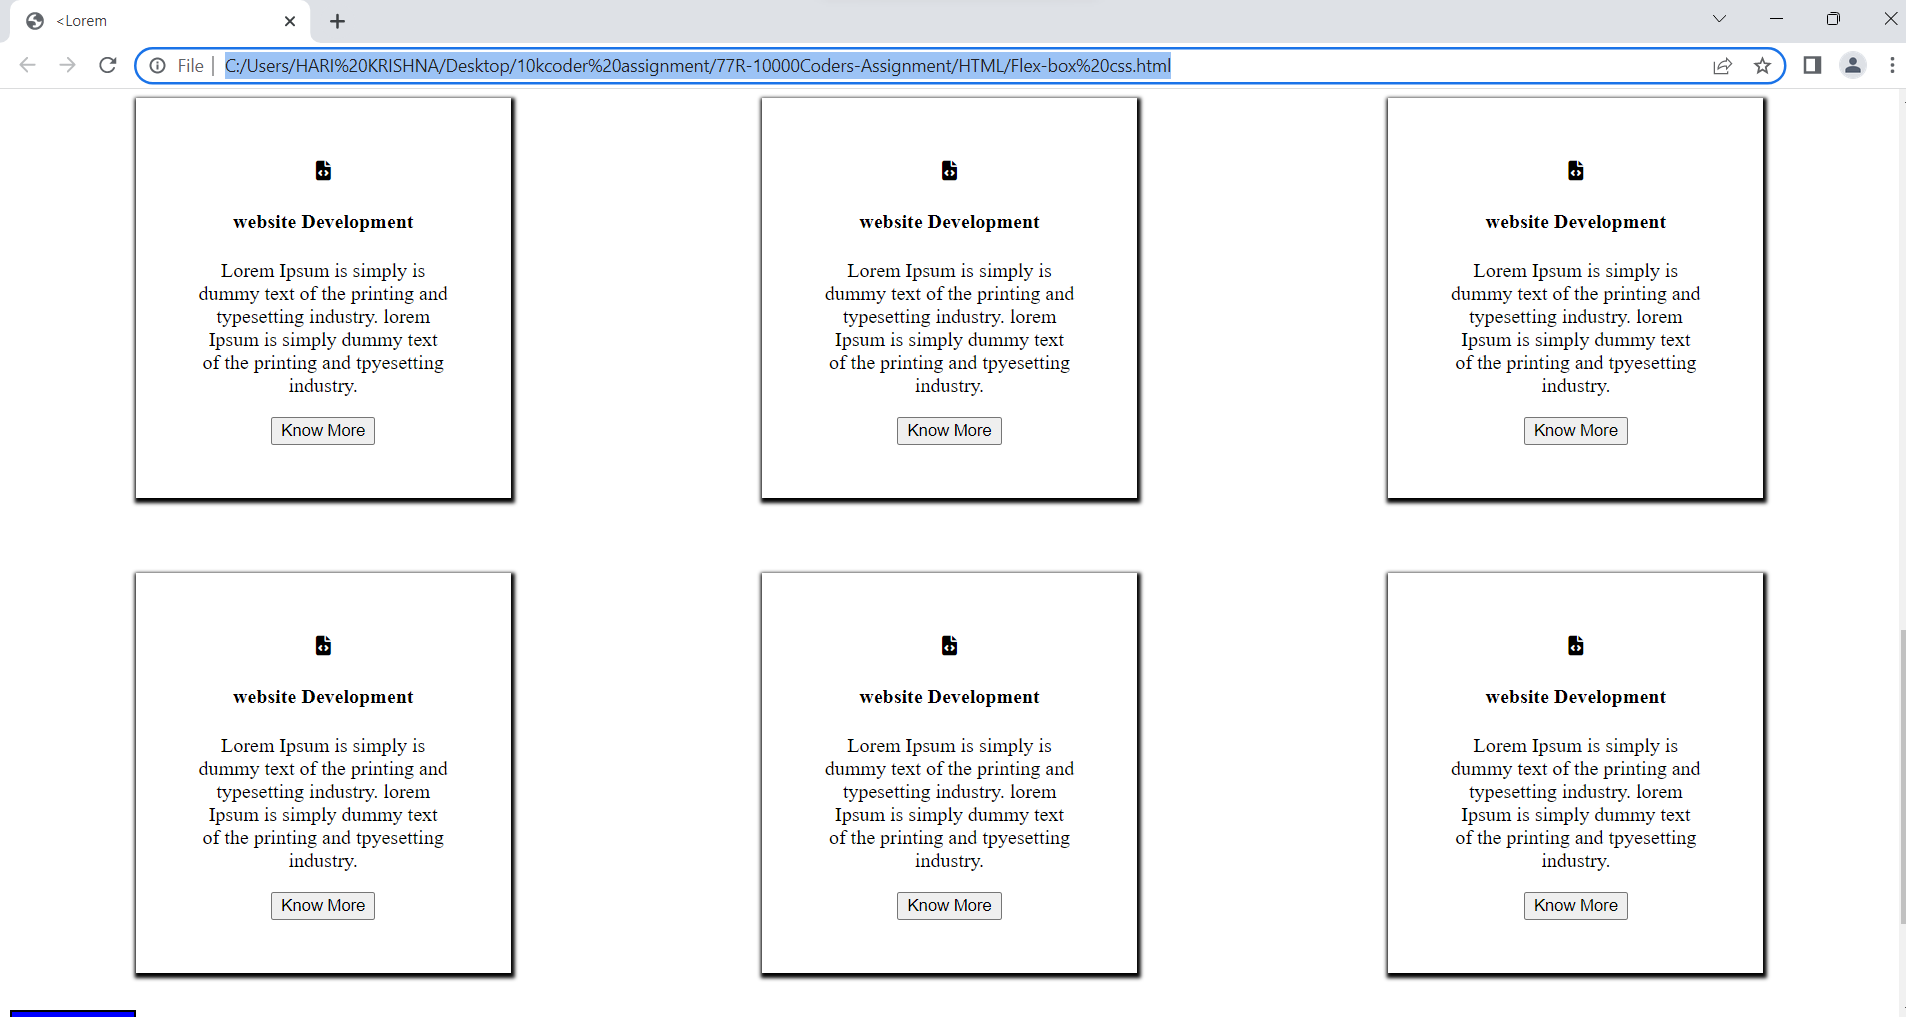 <Lorem
File
C:/Users/HARI%20KRISHNA/Desktop/10kcoder%20assignment/77R-10000Coders-Assignment/HTML/Flex-box%20css.html
website Development
Lorem Ipsum is simply is
dummy text of the printing and
typesetting industry. lorem
Ipsum is simply dummy text
of the printing and tpyesetting
industry.
Know More
website Development
Lorem Ipsum is simply is
dummy text of the printing and
typesetting industry. lorem
Ipsum is simply dummy text
of the printing and tpyesetting
industry.
Know More
website Development
Lorem Ipsum is simply is
dummy text of the printing and
typesetting industry. lorem
Ipsum is simply dummy text
of the printing and tpyesetting
industry.
Know More
website Development
Lorem Ipsum is simply is
dummy text of the printing and
typesetting industry. lorem
Ipsum is simply dummy text
of the printing and tpyesetting
industry.
Know More
website Development
Lorem Ipsum is simply is
dummy text of the printing and
typesetting industry. lorem
Ipsum is simply dummy text
of the printing and tpyesetting
industry.
Know More
website Development
Lorem Ipsum is simply is
dummy text of the printing and
typesetting industry. lorem
Ipsum is simply dummy text
of the printing and tpyesetting
industry.
Know More